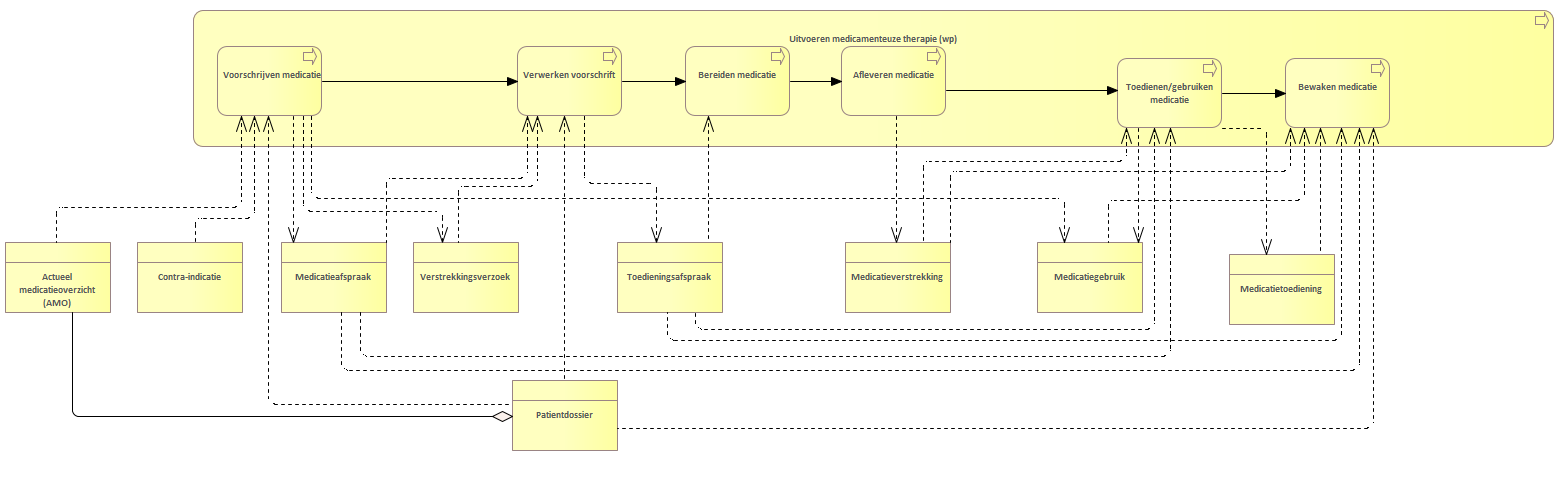 Uitvoeren medicamenteuze therapie (wp)
Voorschrijven medicatie
Verwerken voorschrift
Bereiden medicatie
Afleveren medicatie
Toedienen/gebruiken
medicatie
Bewaken medicatie
Actueel
medicatieoverzicht
(AMO)
Contra-indicatie
Medicatieafspraak
Verstrekkingsverzoek
Toedieningsafspraak
Medicatieverstrekking
Medicatiegebruik
Medicatietoediening
Patientdossier